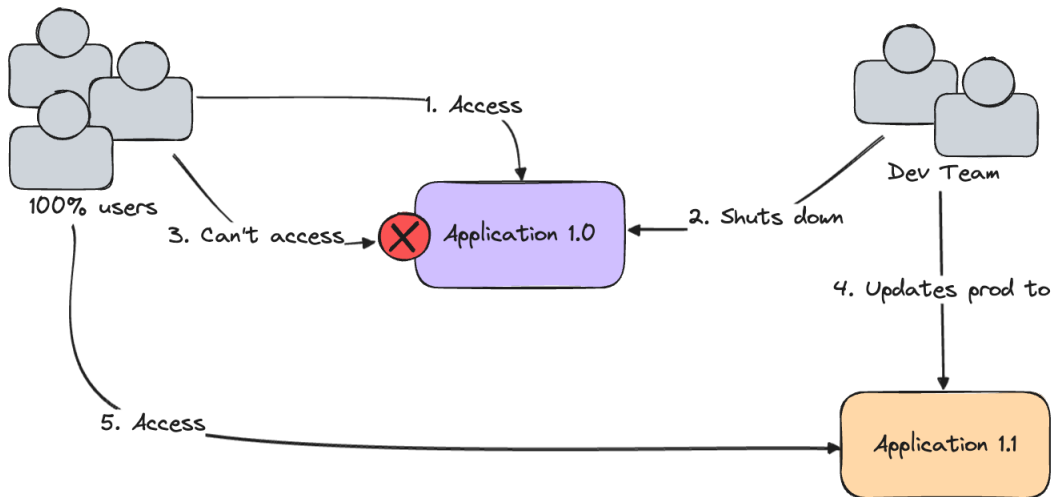 1. Access
Dev Team
100% users
2. Shuts down
3. Can't access
Application 1.0
4. Updates prod to
5. Access
Application 1.1